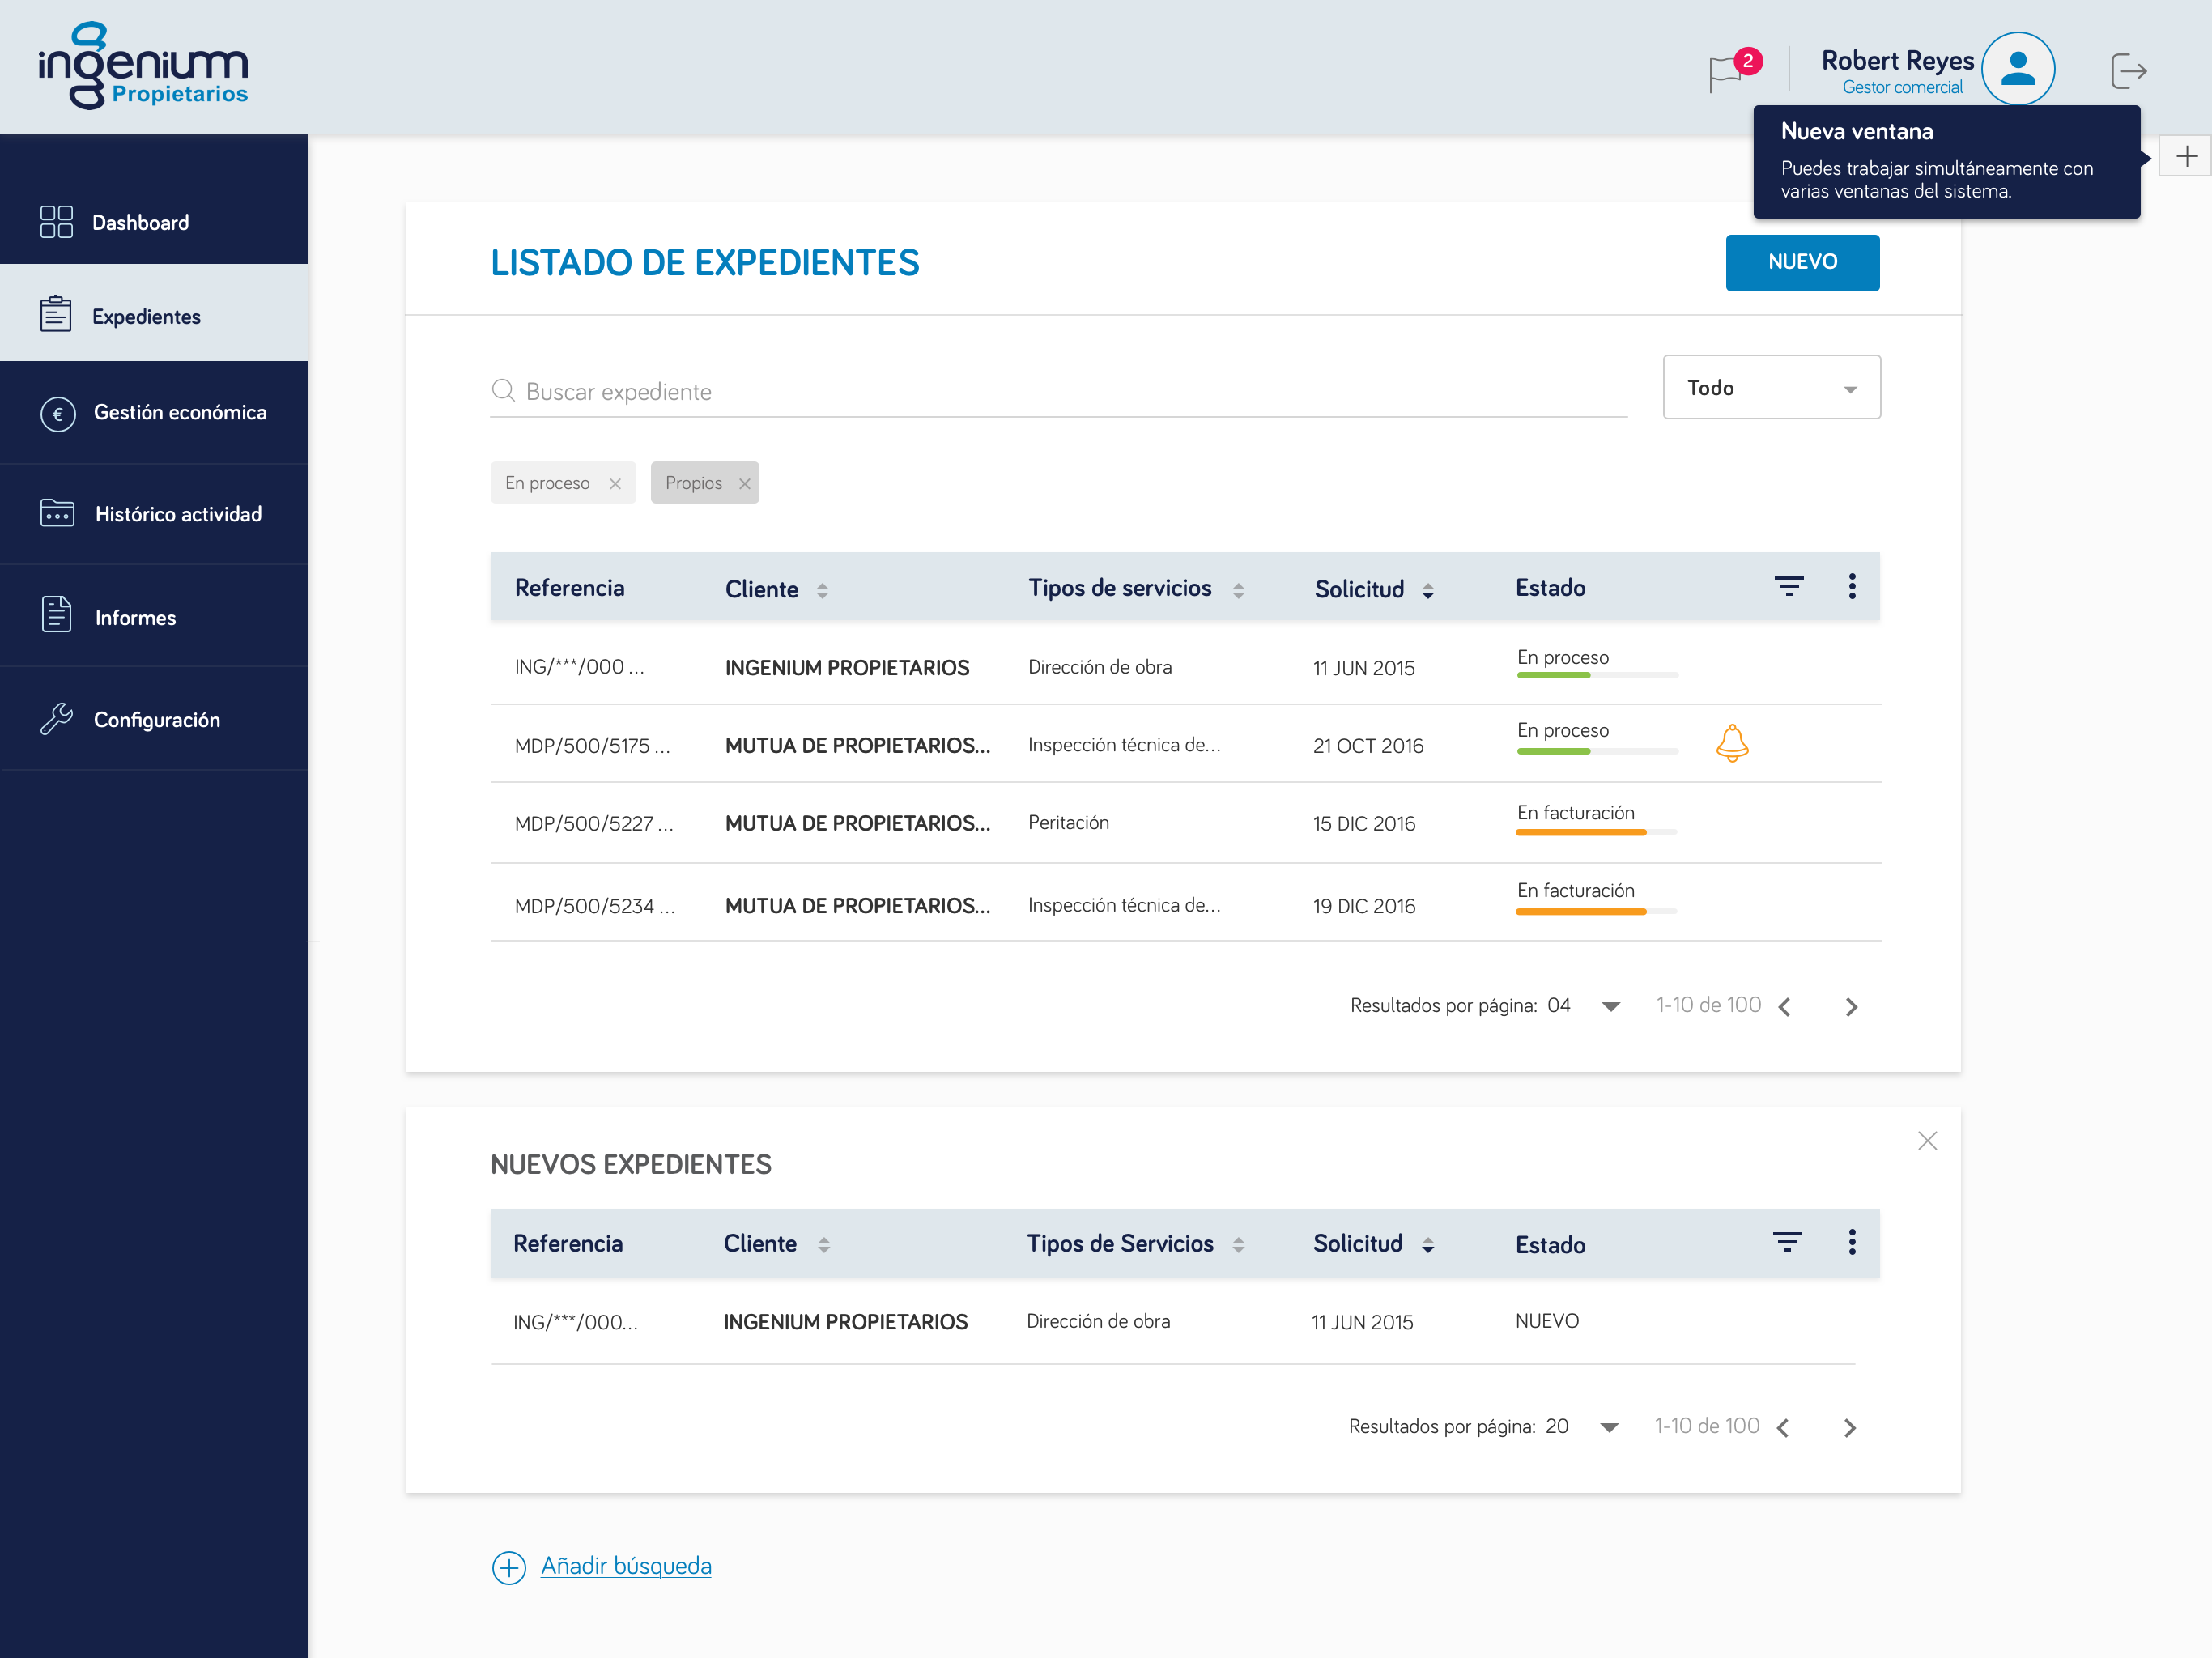 ingenium
Propietarios
2
Robert Reyes
Gestor comercial
Nueva ventana
Puedes trabajar simultáneamente con
varias ventanas del sistema.
Dashboard
Expedientes
€ Gestión económica
Histórico actividad
Informes
Configuración
LISTADO DE EXPEDIENTES
NUEVO
Buscar expediente
Todo
En proceso
Propios
Referencia Cliente Tipos de servicios Solicitud Estado
ING/***/000 ... INGENIUM PROPIETARIOS Dirección de obra 11 JUN 2015 En proceso
MDP/500/5175 ... MUTUA DE PROPIETARIOS... Inspección técnica de... 21 OCT 2016 En proceso
MDP/500/5227 ... MUTUA DE PROPIETARIOS... Peritación 15 DIC 2016 En facturación
MDP/500/5234 ... MUTUA DE PROPIETARIOS... Inspección técnica de... 19 DIC 2016 En facturación
Resultados por página: 04 1-10 de 100
NUEVOS EXPEDIENTES
Referencia Cliente Tipos de Servicios Solicitud Estado
ING/***/000... INGENIUM PROPIETARIOS Dirección de obra 11 JUN 2015 NUEVO
Resultados por página: 20 1-10 de 100
Añadir búsqueda